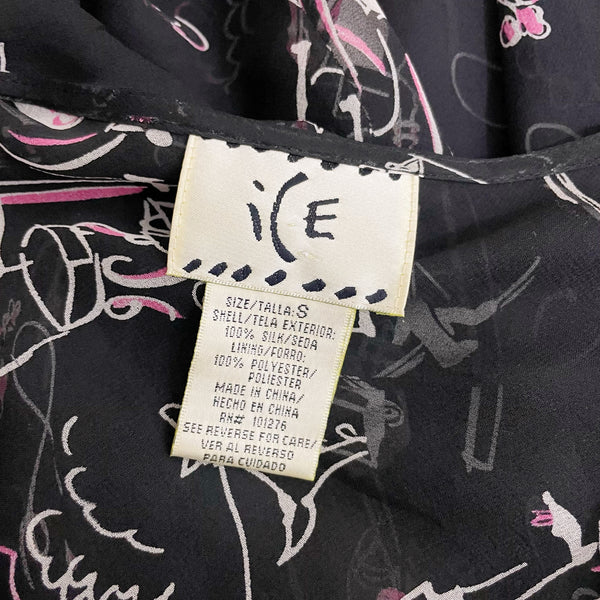 iCE
SIZE/TALLA: S
SHELL/TELA EXTERIOR:
100% SILK/SEDA
LINING/FORRO:
100% POLYESTER/
POLIESTER
MADE IN CHINA/
HECHO EN CHINA
RN# 101276
SEE REVERSE FOR CARE/
VER AL REVERSO
PARA CUIDADO